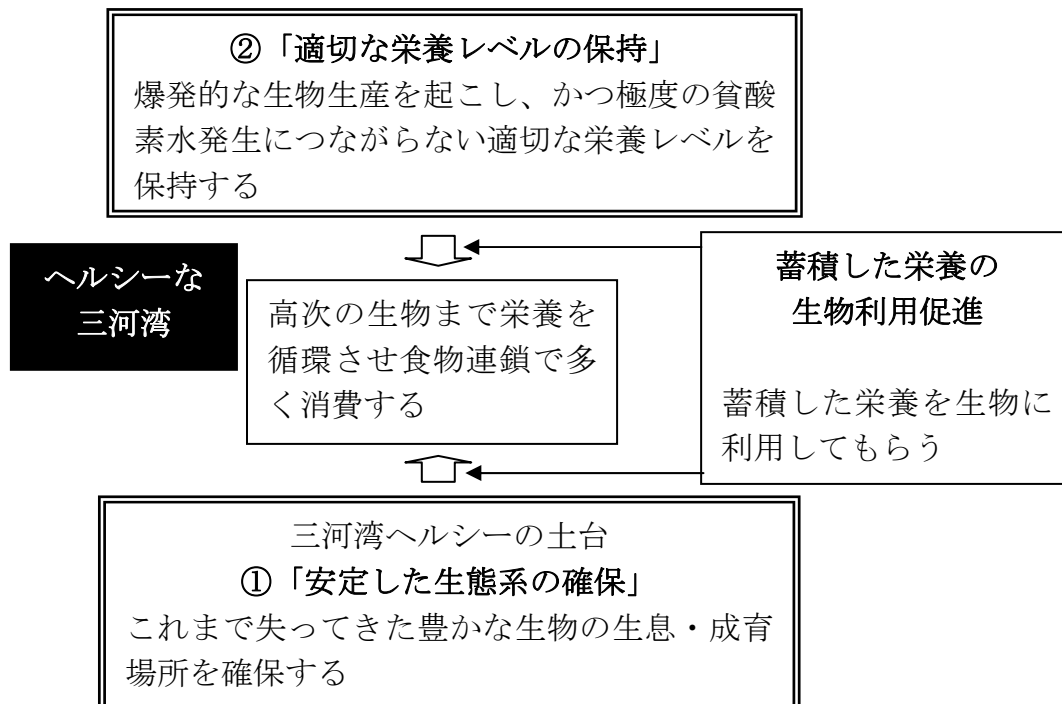 ②「適切な栄養レベルの保持」
爆発的な生物生産を起こし、かつ極度の貧酸
素水発生につながらない適切な栄養レベルを
保持する
ヘルシーな
三河湾
高次の生物まで栄養を
循環させ食物連鎖で多
く消費する
蓄積した栄養の
生物利用促進
蓄積した栄養を生物に
利用してもらう
三河湾ヘルシーの土台
①「安定した生態系の確保」
これまで失ってきた豊かな生物の生息・成育
場所を確保する